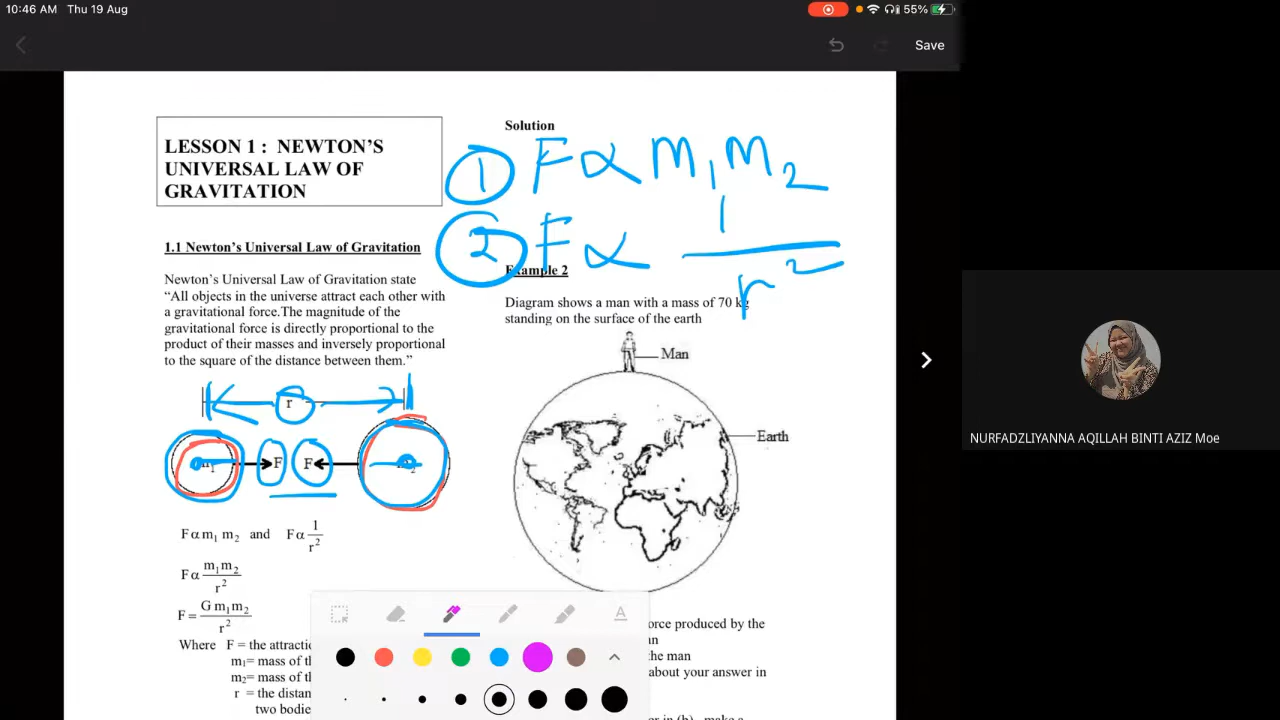 10:46 AM Thu 19 Aug
55%
Save
LESSON 1 : NEWTON'S
UNIVERSAL LAW OF
GRAVITATION
1.1 Newton's Universal Law of Gravitation
Newton's Universal Law of Gravitation state
“All objects in the universe attract each other with
a gravitational force.The magnitude of the
gravitational force is directly proportional to the
product of their masses and inversely proportional
to the square of the distance between them.”
r
F F
F α m₁ m₂ and F α 1/r²
F α m₁m₂/r²
F = G m₁m₂/r²
Where F = the attracti
m₁= mass of th
m₂= mass of th
r = the distan
two bodie
Solution
① F ∝ m₁m₂
② F ∝ 1/r²
Example 2
Diagram shows a man with a mass of 70 kg
standing on the surface of the earth
Man
Earth
orce produced by the
an
the man
about your answer in
er in (b), make a
A
NURFADZLIYANNA AQILLAH BINTI AZIZ Moe